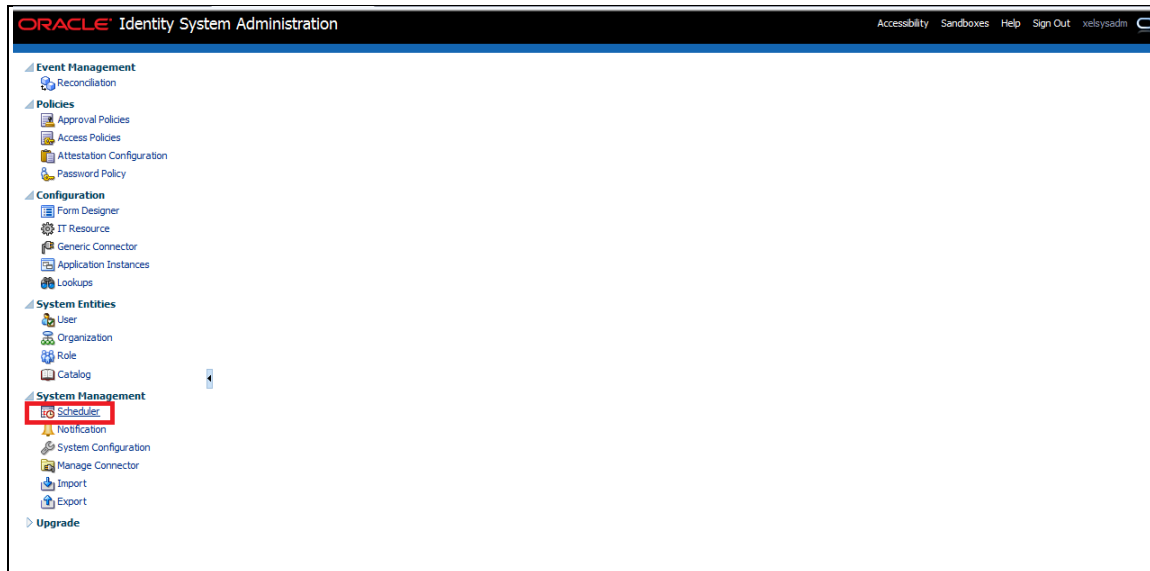 ORACLE Identity System Administration
Accessibility Sandboxes Help Sign Out xelsysadm
Event Management
Reconciliation
Policies
Approval Policies
Access Policies
Attestation Configuration
Password Policy
Configuration
Form Designer
IT Resource
Generic Connector
Application Instances
Lookups
System Entities
User
Organization
Role
Catalog
System Management
Scheduler
Notification
System Configuration
Manage Connector
Import
Export
Upgrade